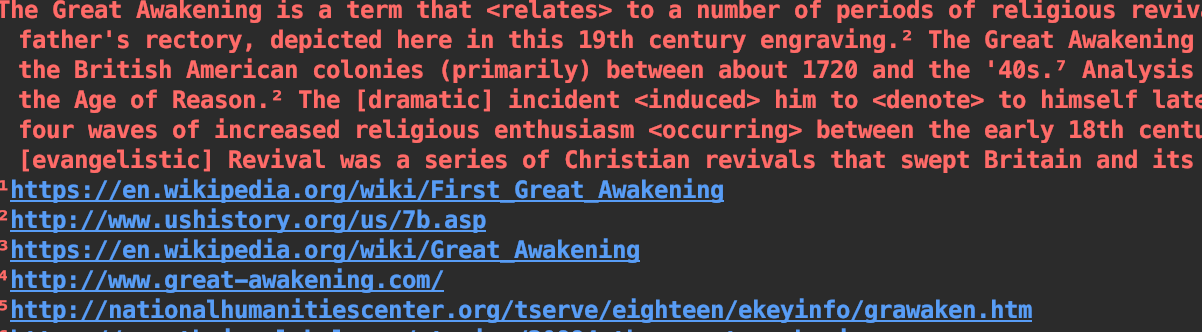 The Great Awakening is a term that <relates> to a number of periods of religious
father's rectory, depicted here in this 19th century engraving.² The Great Awakening
the British American colonies (primarily) between about 1720 and the '40s.⁷ Analysis
the Age of Reason.² The [dramatic] incident <induced> him to <denote> to himself
four waves of increased religious enthusiasm <occurring> between the early 18th
[evangelistic] Revival was a series of Christian revivals that swept Britain and its
¹https://en.wikipedia.org/wiki/First_Great_Awakening
²http://www.ushistory.org/us/7b.asp
³https://en.wikipedia.org/wiki/Great_Awakening
⁴http://www.great-awakening.com/
⁵http://nationalhumanitiescenter.org/tserve/eighteen/ekeyinfo/grawaken.htm